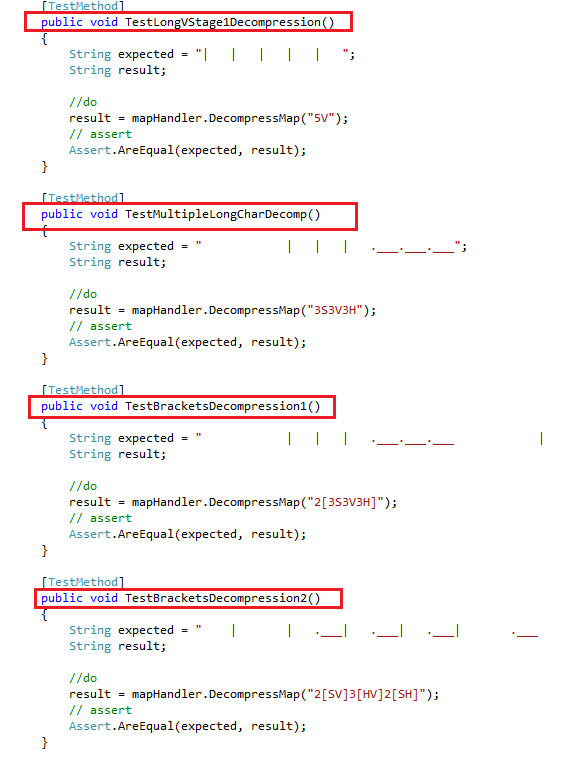 [TestMethod]
public void TestLongVStage1Decompression()
{
    String expected = "|   |   |   |   |   ";
    String result;
    //do
    result = mapHandler.DecompressMap("5V");
    // assert
    Assert.AreEqual(expected, result);
}
[TestMethod]
public void TestMultipleLongCharDecomp()
{
    String expected = "            |   |   |   .___.___.___";
    String result;
    //do
    result = mapHandler.DecompressMap("3S3V3H");
    // assert
    Assert.AreEqual(expected, result);
}
[TestMethod]
public void TestBracketsDecompression1()
{
    String expected = "            |   |   |   .___.___.___            |
    String result;
    //do
    result = mapHandler.DecompressMap("2[3S3V3H]");
    // assert
    Assert.AreEqual(expected, result);
}
[TestMethod]
public void TestBracketsDecompression2()
{
    String expected = "    |       |   .___|   .___|   .___|       .___
    String result;
    //do
    result = mapHandler.DecompressMap("2[SV]3[HV]2[SH]");
    // assert
    Assert.AreEqual(expected, result);
}